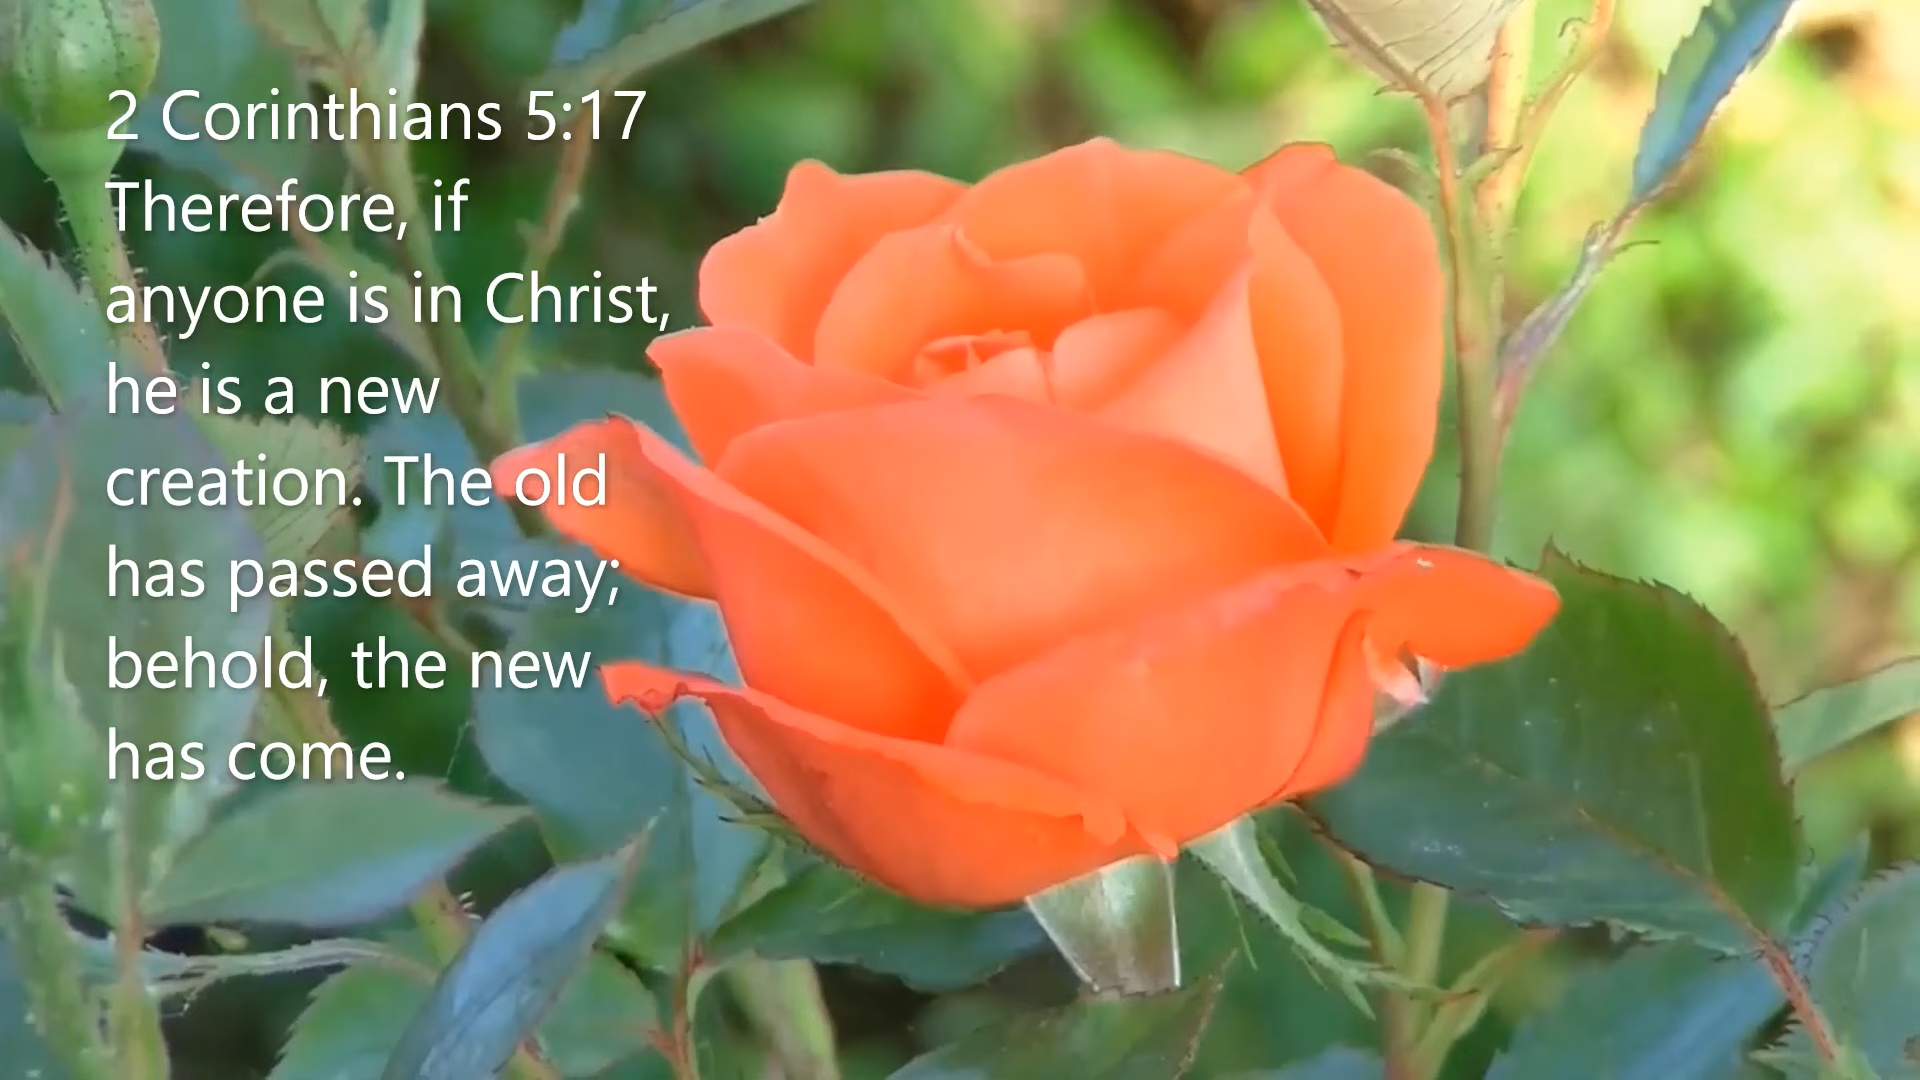 2 Corinthians 5:17
Therefore, if
anyone is in Christ,
he is a new
creation. The old
has passed away;
behold, the new
has come.